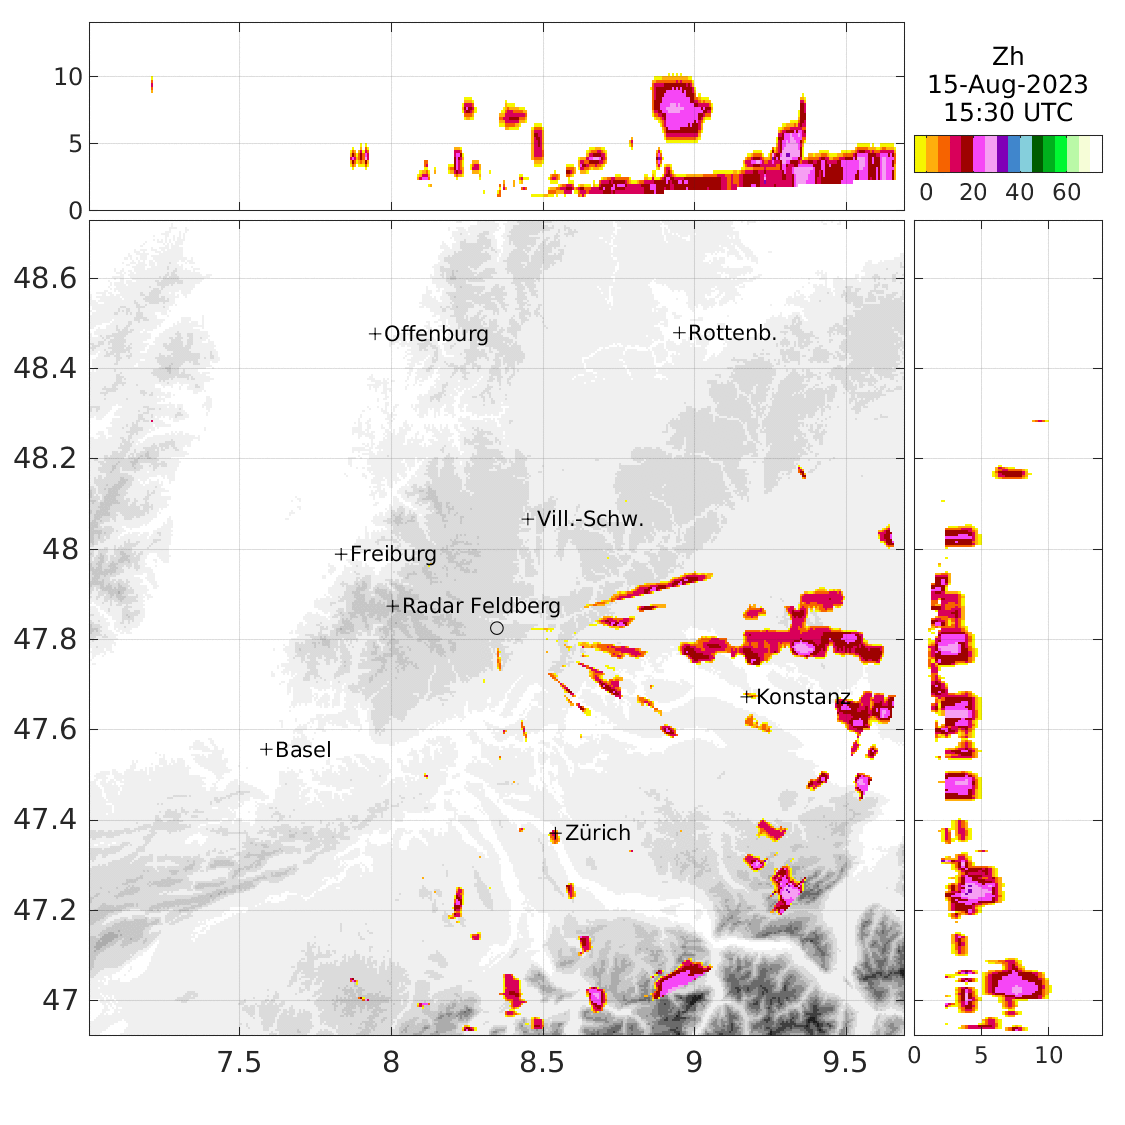 10
5
0
Zh
15-Aug-2023
15:30 UTC
0 20 40 60
48.6
48.4
48.2
48
47.8
47.6
47.4
47.2
47
Offenburg
Rottenb.
Vill.-Schw.
Freiburg
Radar Feldberg
Konstanz
Basel
Zürich
7.5 8 8.5 9 9.5
0 5 10